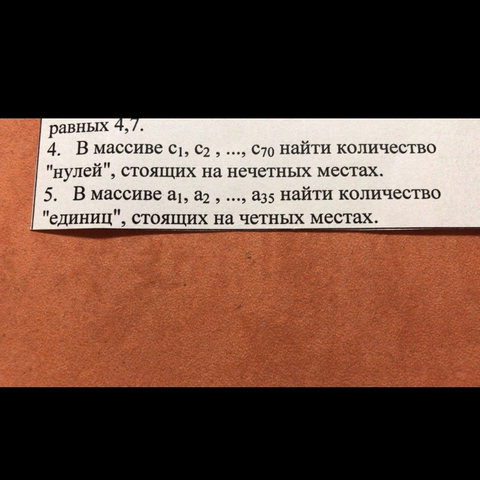 равных 4,7.
4. В массиве c₁, c₂ , ..., c₇₀ найти количество
"нулей", стоящих на нечетных местах.
5. В массиве a₁, a₂ , ..., a₃₅ найти количество
"единиц", стоящих на четных местах.